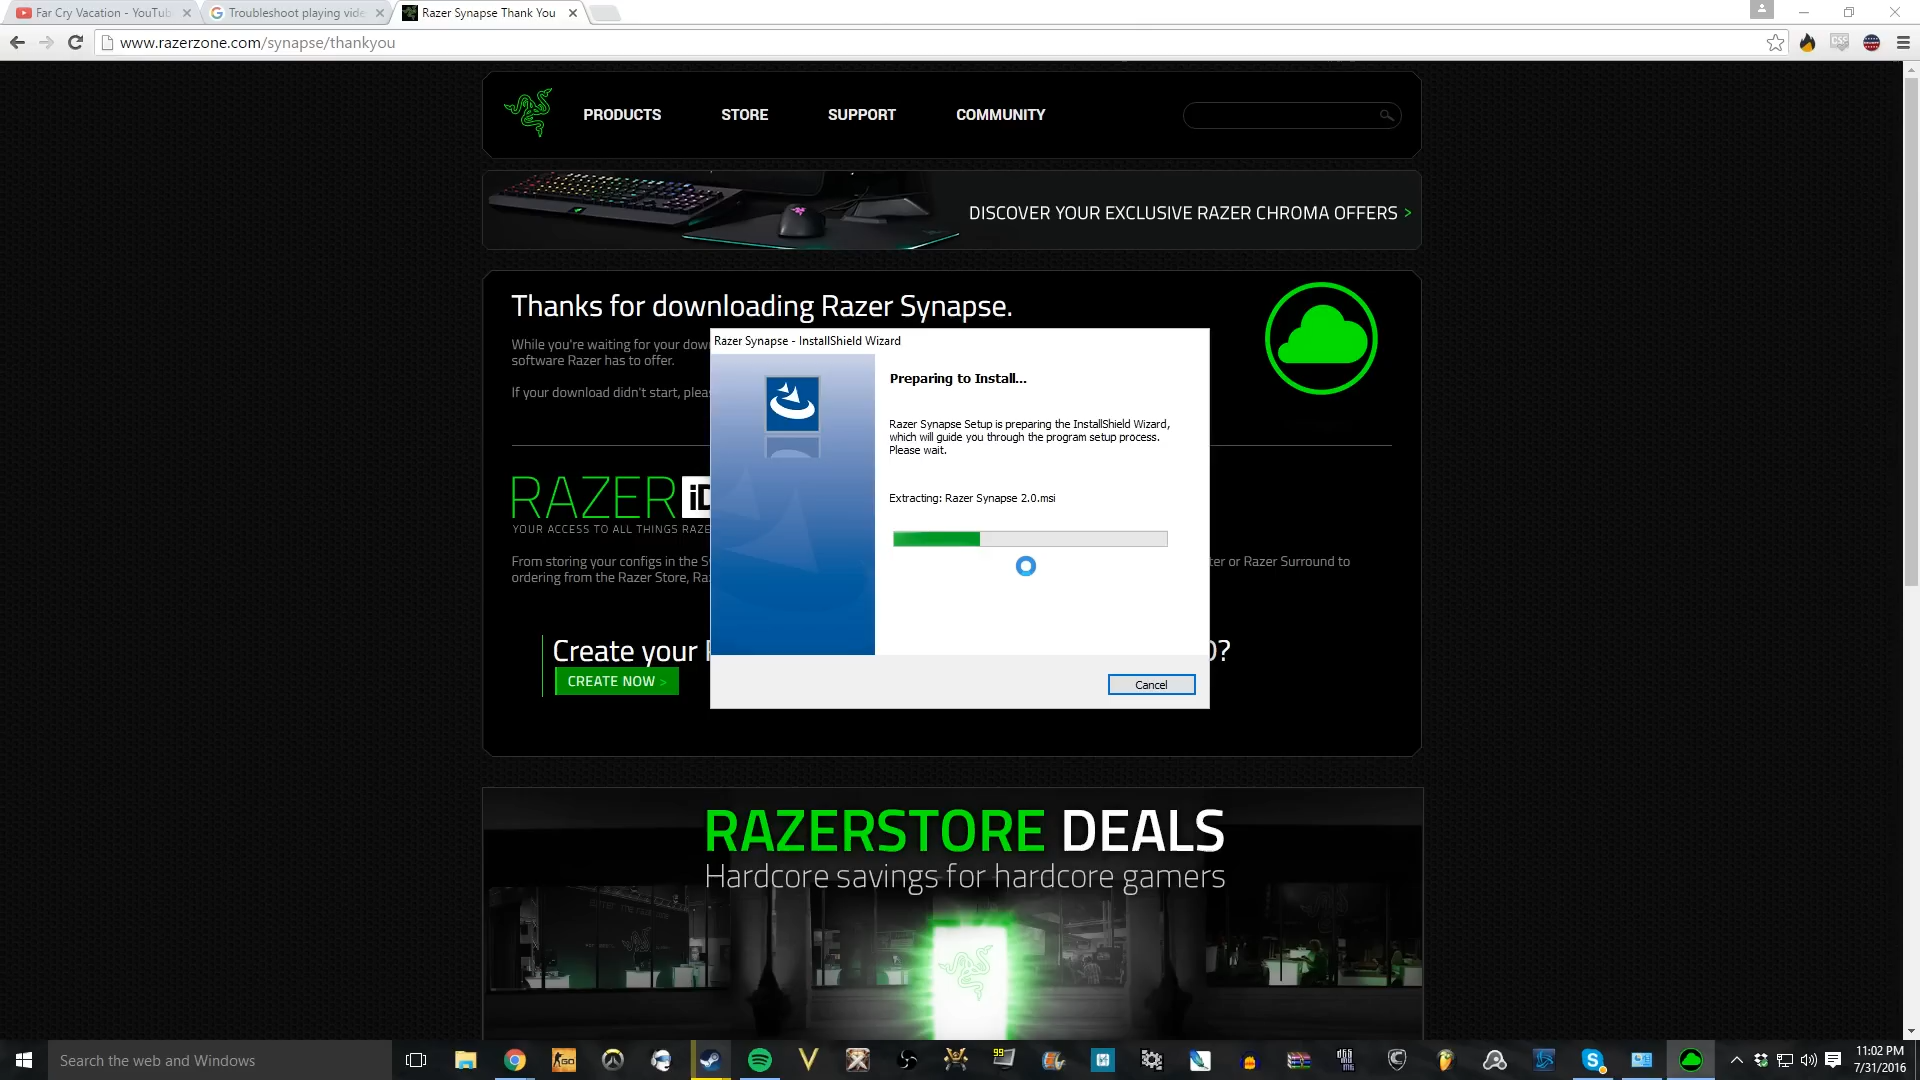 Far Cry Vacation - YouTub
Troubleshoot playing vide
Razer Synapse Thank You
www.razerzone.com/synapse/thankyou
PRODUCTS
STORE
SUPPORT
COMMUNITY
DISCOVER YOUR EXCLUSIVE RAZER CHROMA OFFERS >
Thanks for downloading Razer Synapse.
While you're waiting for your dow
software Razer has to offer.
If your download didn't start, plea
Razer Synapse - InstallShield Wizard
Preparing to Install...
Razer Synapse Setup is preparing the InstallShield Wizard,
which will guide you through the program setup process.
Please wait.
Extracting: Razer Synapse 2.0.msi
Cancel
RAZER iD
YOUR ACCESS TO ALL THINGS RAZE
From storing your configs in the S
ter or Razer Surround to
ordering from the Razer Store, Raz
Create your
D?
CREATE NOW >
RAZERSTORE DEALS
Hardcore savings for hardcore gamers
Search the web and Windows
GO
99
11:02 PM
7/31/2016